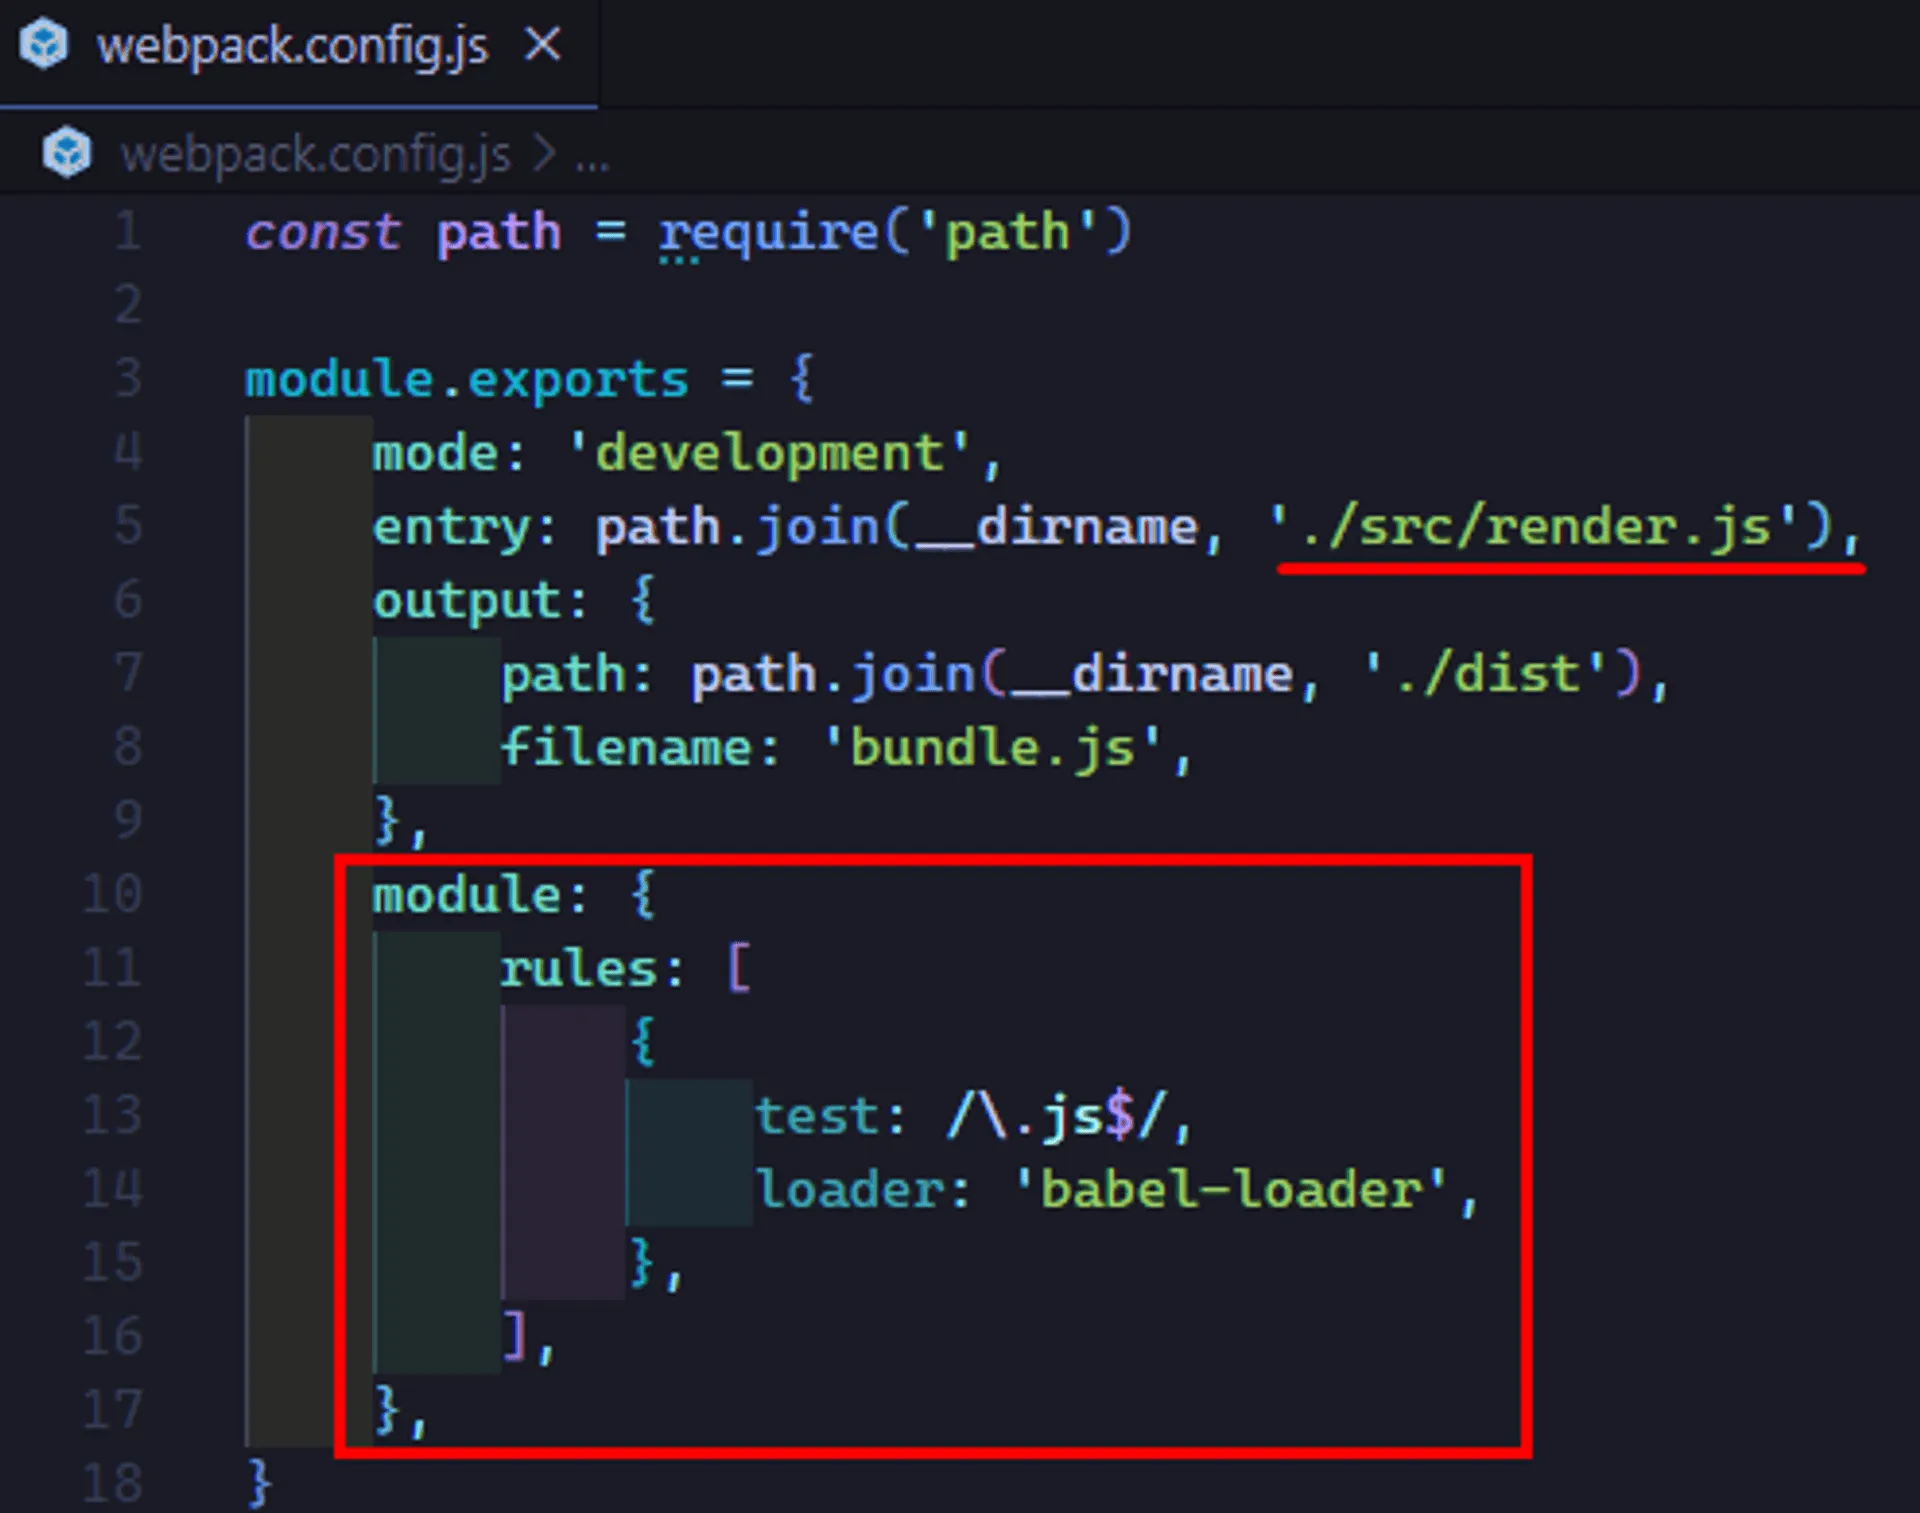 webpack.config.js
webpack.config.js > ...
1 const path = require('path')
2
3 module.exports = {
4 mode: 'development',
5 entry: path.join(__dirname, './src/render.js'),
6 output: {
7 path: path.join(__dirname, './dist'),
8 filename: 'bundle.js',
9 },
10 module: {
11 rules: [
12 {
13 test: /\.js$/,
14 loader: 'babel-loader',
15 },
16 ],
17 },
18 }